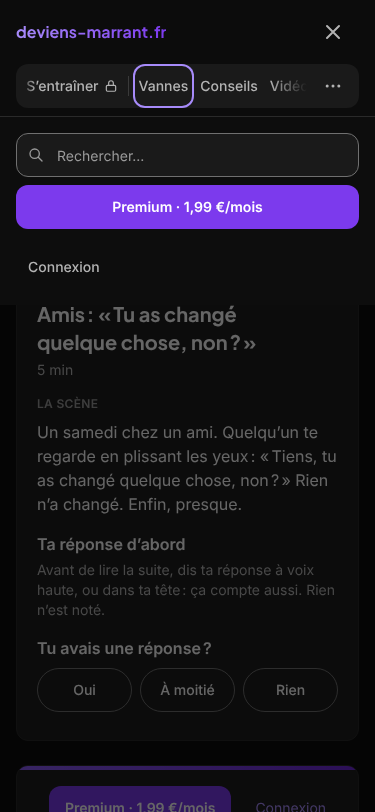 deviens-marrant.fr
S'entraîner Vannes Conseils Vidéo
Rechercher...
Premium · 1,99 €/mois
Connexion
Amis : « Tu as changé
quelque chose, non ? »
5 min
LA SCÈNE
Un samedi chez un ami. Quelqu'un te
regarde en plissant les yeux : « Tiens, tu
as changé quelque chose, non ? » Rien
n'a changé. Enfin, presque.
Ta réponse d'abord
Avant de lire la suite, dis ta réponse à voix
haute, ou dans ta tête : ça compte aussi. Rien
n'est noté.
Tu avais une réponse ?
Oui À moitié Rien
Premium · 1,99 €/mois Connexion